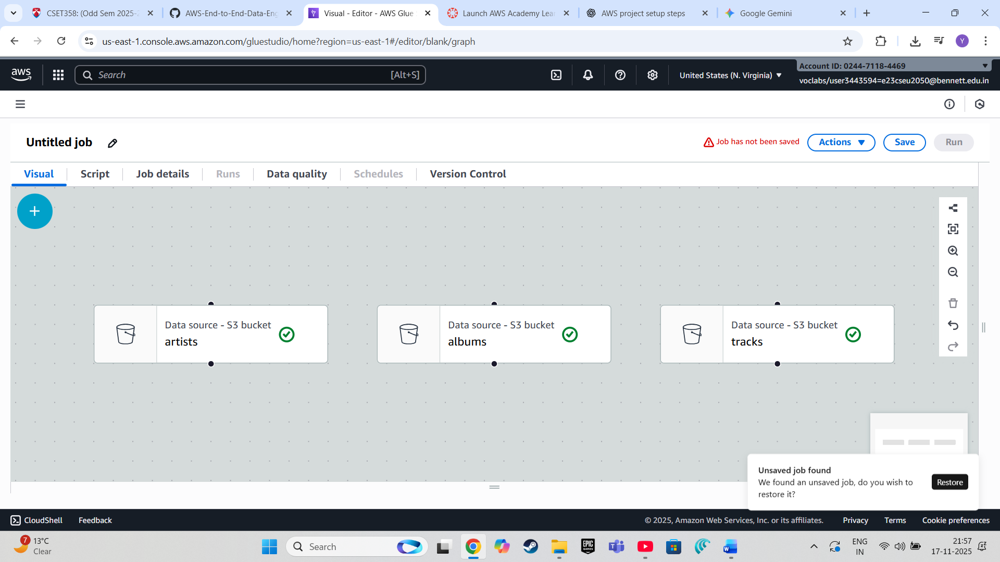 CSET358: (Odd Sem 2025-2
AWS-End-to-End-Data-Eng
Visual - Editor - AWS Glue
Launch AWS Academy Lear
AWS project setup steps
Google Gemini
us-east-1.console.aws.amazon.com/gluestudio/home?region=us-east-1#/editor/blank/graph
Y
aws
Search
[Alt+S]
United States (N. Virginia)
Account ID: 0244-7118-4469
voclabs/user3443594=e23cseu2050@bennett.edu.in
Untitled job
Job has not been saved
Actions
Save
Run
Visual
Script
Job details
Runs
Data quality
Schedules
Version Control
Data source - S3 bucket
artists
Data source - S3 bucket
albums
Data source - S3 bucket
tracks
Unsaved job found
We found an unsaved job, do you wish to
restore it?
Restore
CloudShell
Feedback
© 2025, Amazon Web Services, Inc. or its affiliates.
Privacy
Terms
Cookie preferences
7
13°C
Clear
Search
EPIC
GAMES
ENG
IN
21:57
17-11-2025